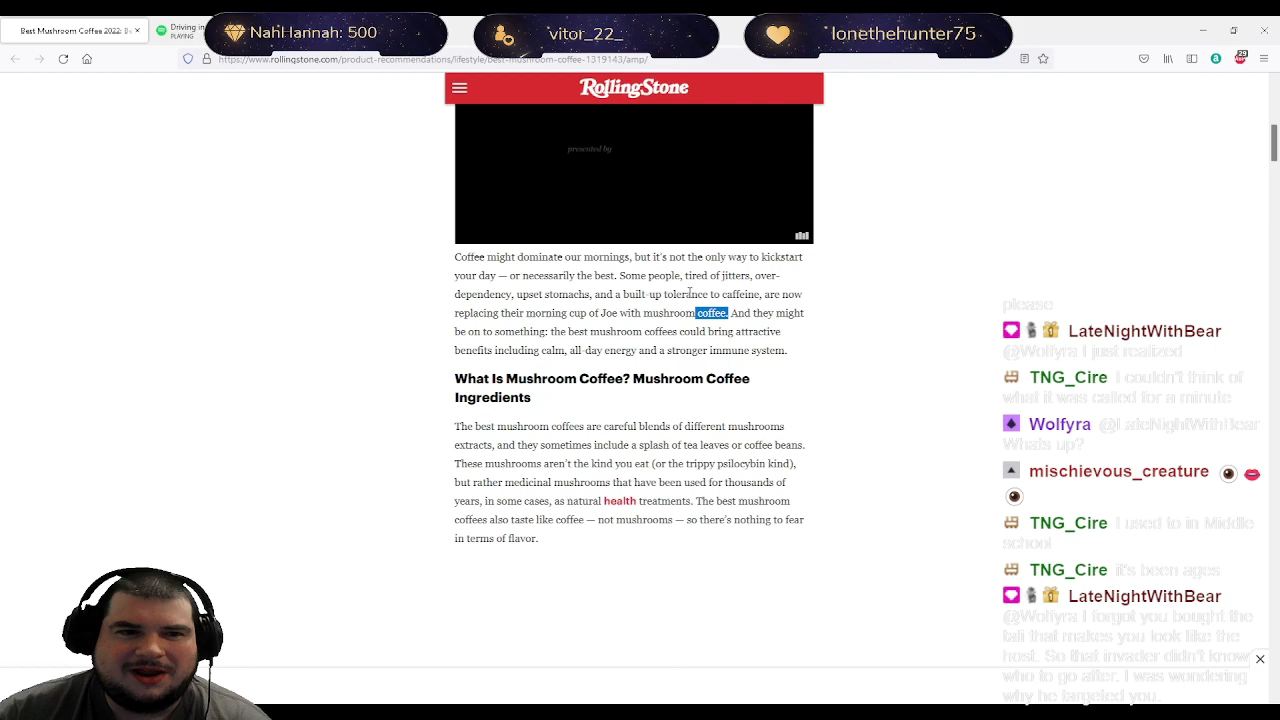 NahHannah: 500
`vitor_22_
`lonethehunter75
Best Mushroom Coffee 2022: B
Driving in
PLAYING
https://www.rollingstone.com/product-recommendations/lifestyle/best-mushroom-coffee-1319143/amp/
29
RollingStone
presented by
Coffee might dominate our mornings, but it's not the only way to kickstart
your day — or necessarily the best. Some people, tired of jitters, over-
dependency, upset stomachs, and a built-up tolerance to caffeine, are now
replacing their morning cup of Joe with mushroom coffee. And they might
be on to something: the best mushroom coffees could bring attractive
benefits including calm, all-day energy and a stronger immune system.
What Is Mushroom Coffee? Mushroom Coffee
Ingredients
The best mushroom coffees are careful blends of different mushrooms
extracts, and they sometimes include a splash of tea leaves or coffee beans.
These mushrooms aren't the kind you eat (or the trippy psilocybin kind),
but rather medicinal mushrooms that have been used for thousands of
years, in some cases, as natural health treatments. The best mushroom
coffees also taste like coffee — not mushrooms — so there's nothing to fear
in terms of flavor.
please
LateNightWithBear
@Wolfyra I just realized
TNG_Cire I couldn't think of
what it was called for a minute
Wolfyra @LateNightWithBear
Whats up?
mischievous_creature
TNG_Cire I used to in Middle
school
TNG_Cire it's been ages
LateNightWithBear
@Wolfyra I forgot you bought the
tali that makes you look like the
host. So that invader didn't know
who to go after. I was wondering
why he targeted you.